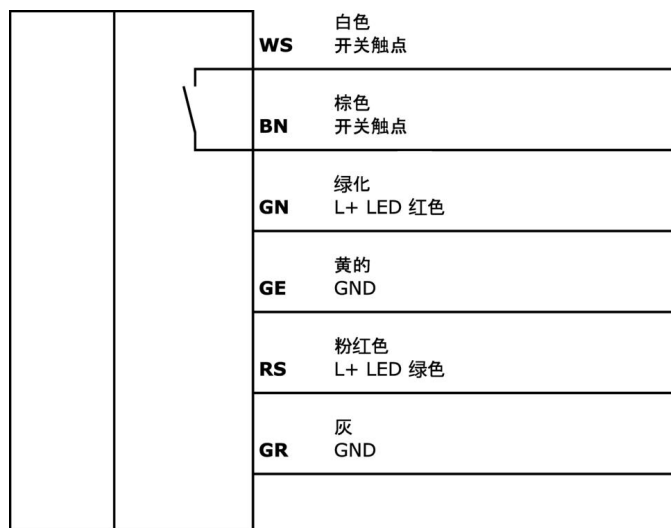 白色
WS 开关触点
棕色
BN 开关触点
绿化
GN L+ LED 红色
黄的
GE GND
粉红色
RS L+ LED 绿色
灰
GR GND